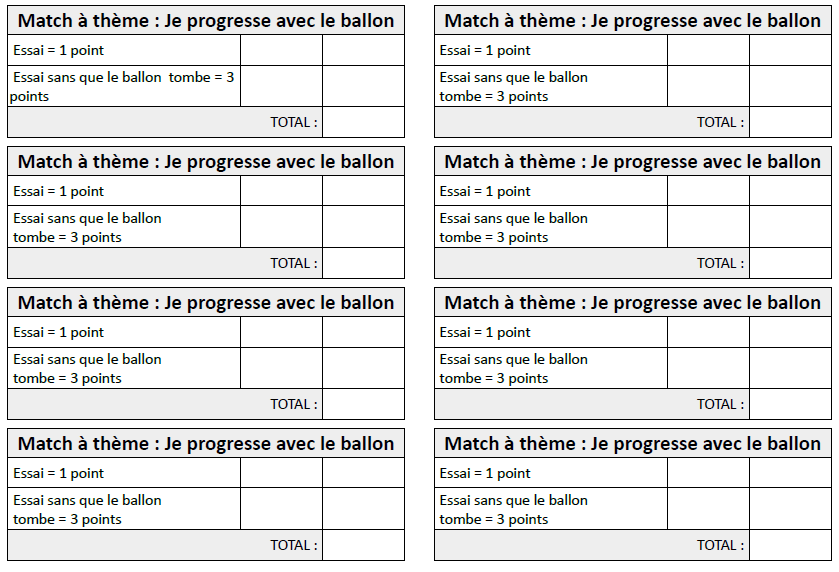 Match à thème : Je progresse avec le ballon
Essai = 1 point
Essai sans que le ballon  tombe = 3
points
TOTAL :
Match à thème : Je progresse avec le ballon
Essai = 1 point
Essai sans que le ballon
tombe = 3 points
TOTAL :
Match à thème : Je progresse avec le ballon
Essai = 1 point
Essai sans que le ballon
tombe = 3 points
TOTAL :
Match à thème : Je progresse avec le ballon
Essai = 1 point
Essai sans que le ballon
tombe = 3 points
TOTAL :
Match à thème : Je progresse avec le ballon
Essai = 1 point
Essai sans que le ballon
tombe = 3 points
TOTAL :
Match à thème : Je progresse avec le ballon
Essai = 1 point
Essai sans que le ballon
tombe = 3 points
TOTAL :
Match à thème : Je progresse avec le ballon
Essai = 1 point
Essai sans que le ballon
tombe = 3 points
TOTAL :
Match à thème : Je progresse avec le ballon
Essai = 1 point
Essai sans que le ballon
tombe = 3 points
TOTAL :